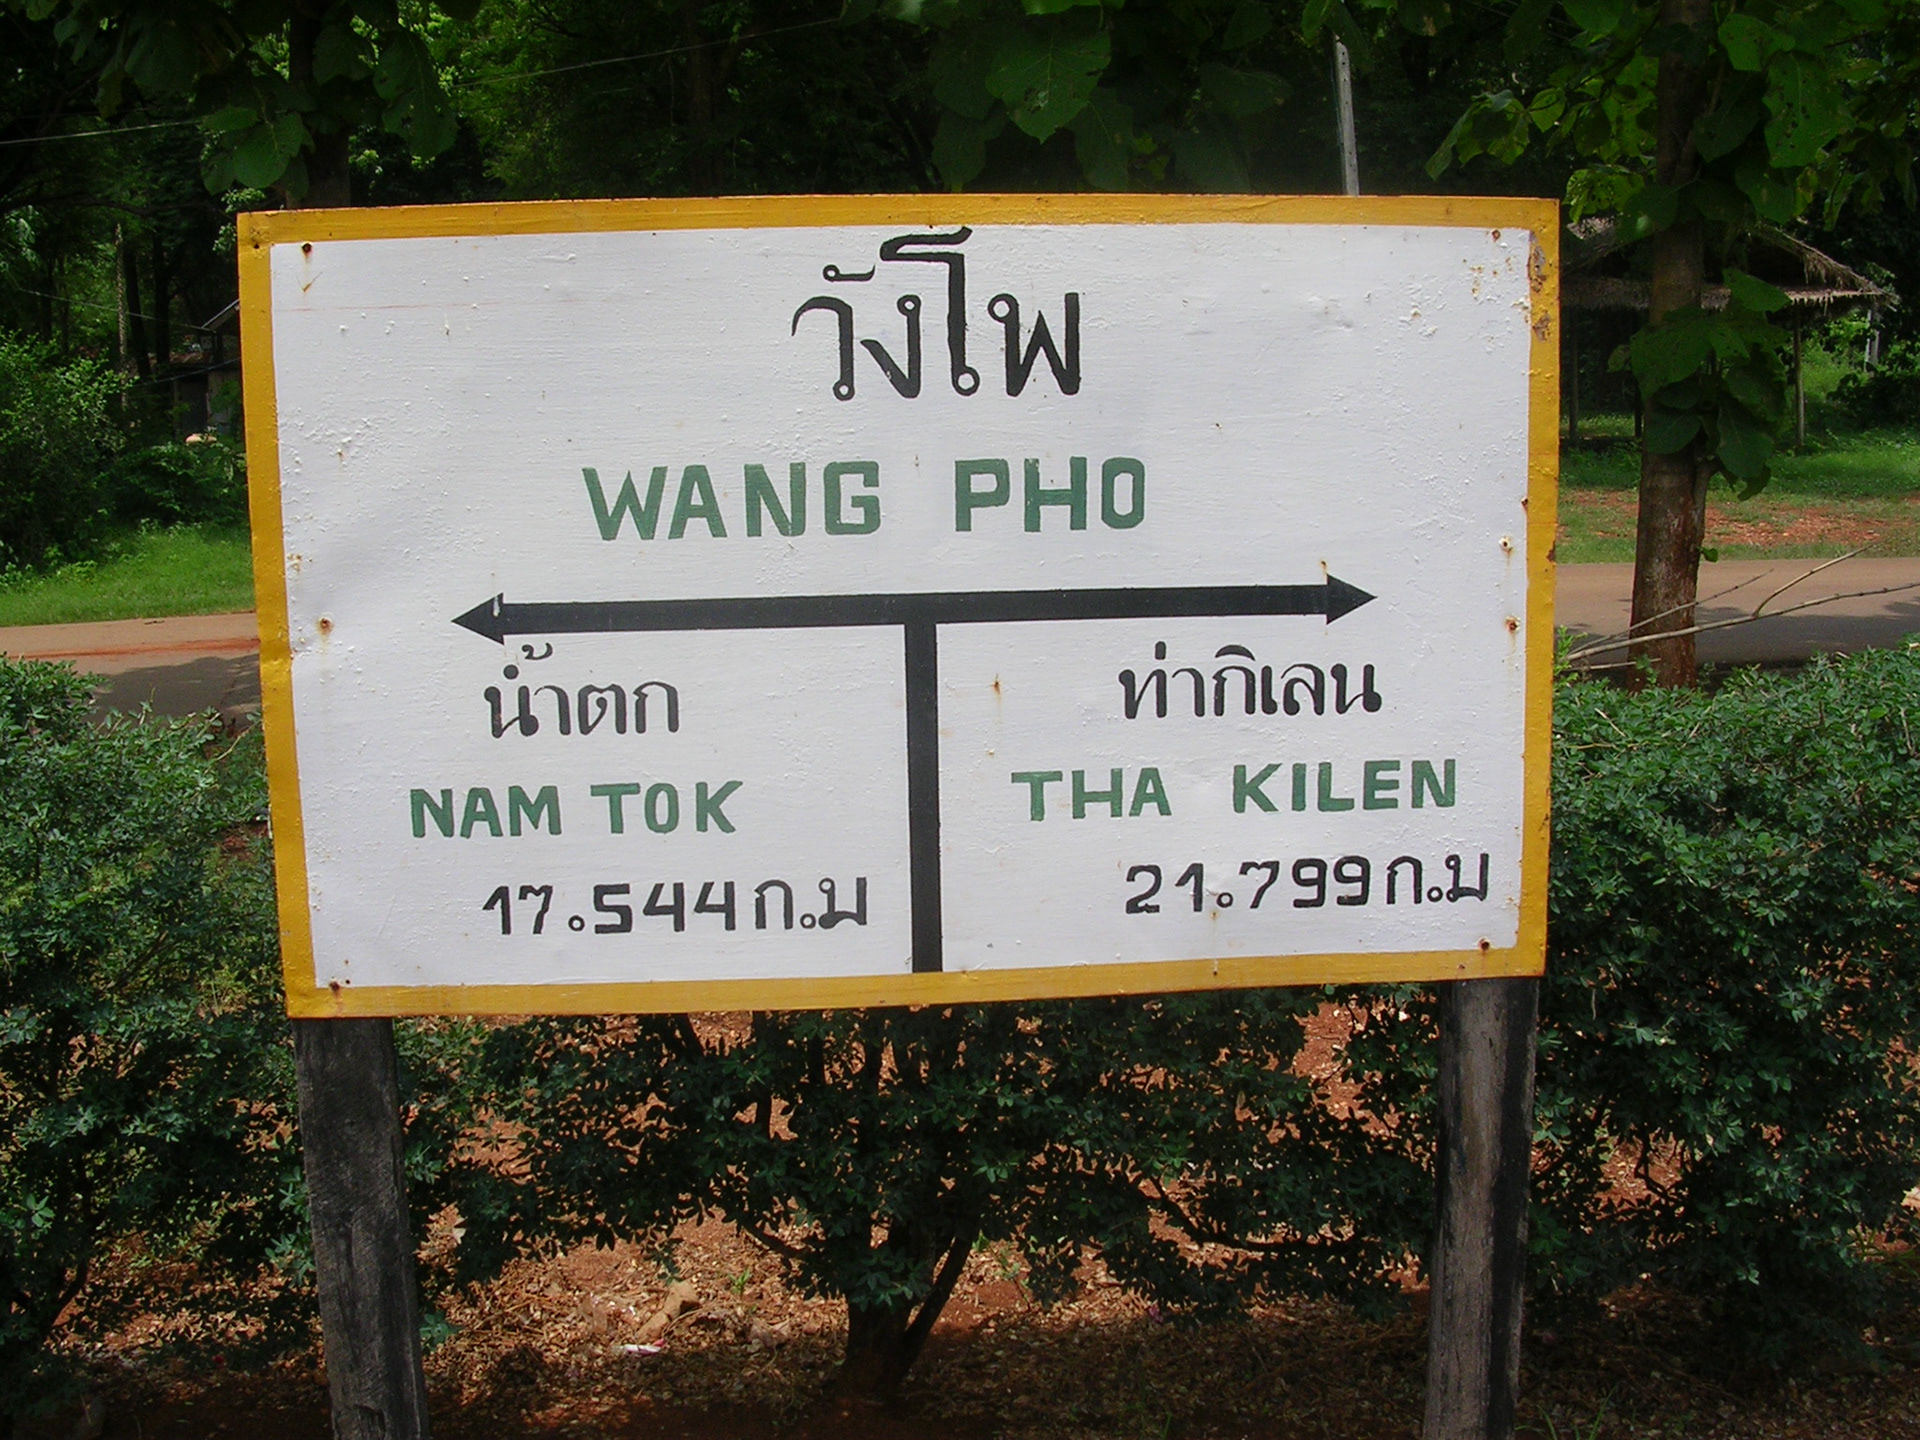 วังโพ
WANG PHO
น้ำตก
NAM TOK
17.544 ก.ม
ท่ากิเลน
THA KILEN
21.799 ก.ม